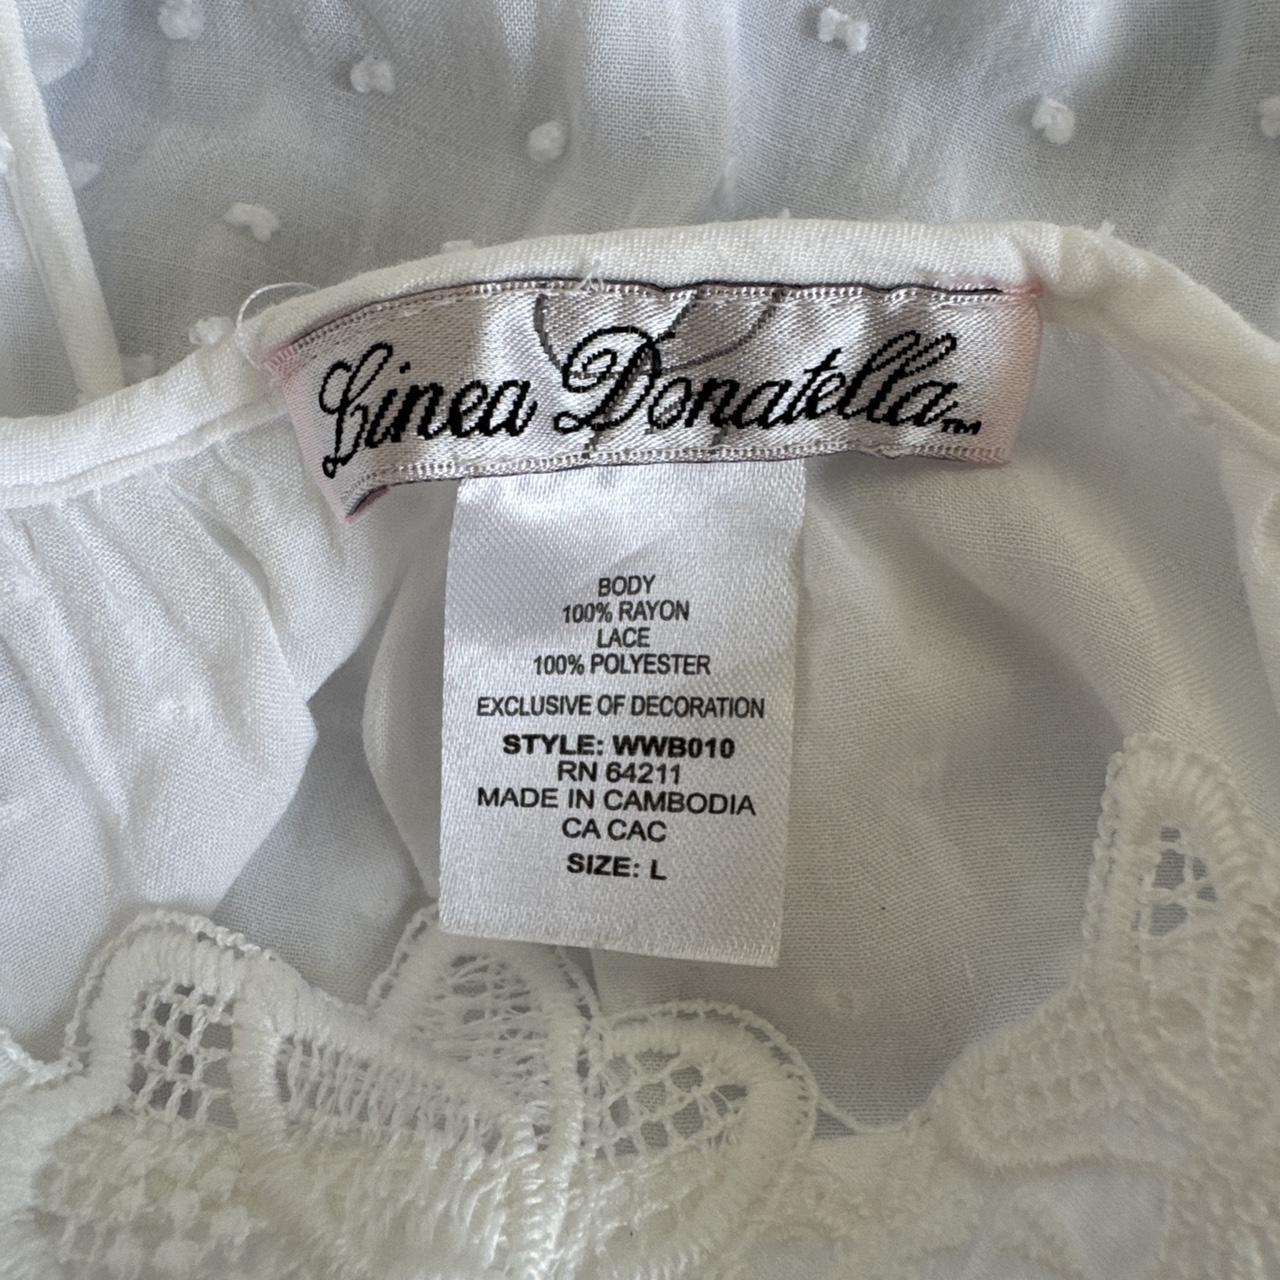 Linea Donatella™
BODY
100% RAYON
LACE
100% POLYESTER
EXCLUSIVE OF DECORATION
STYLE: WWB010
RN 64211
MADE IN CAMBODIA
CA CAC
SIZE: L